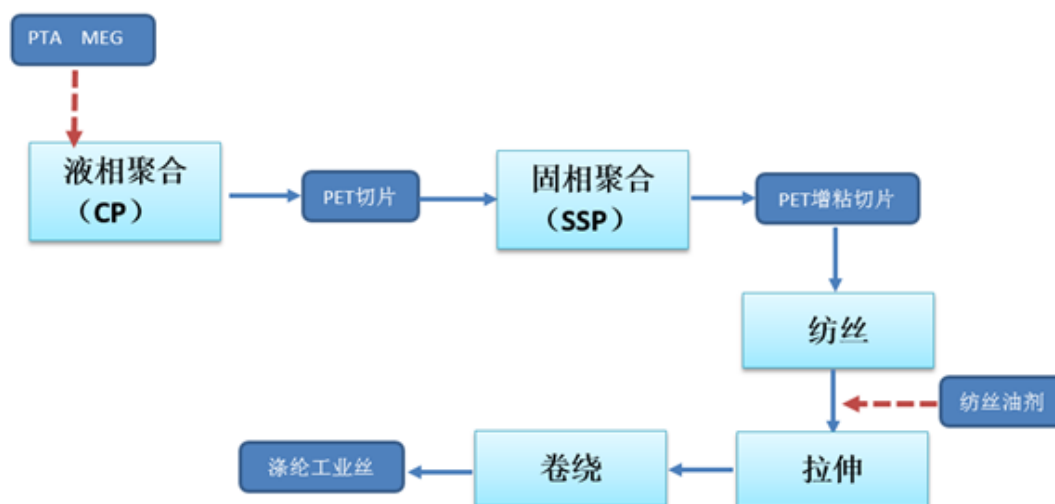 PTA MEG
液相聚合
（CP）
PET切片
固相聚合
（SSP）
PET增粘切片
纺丝
纺丝油剂
拉伸
卷绕
涤纶工业丝